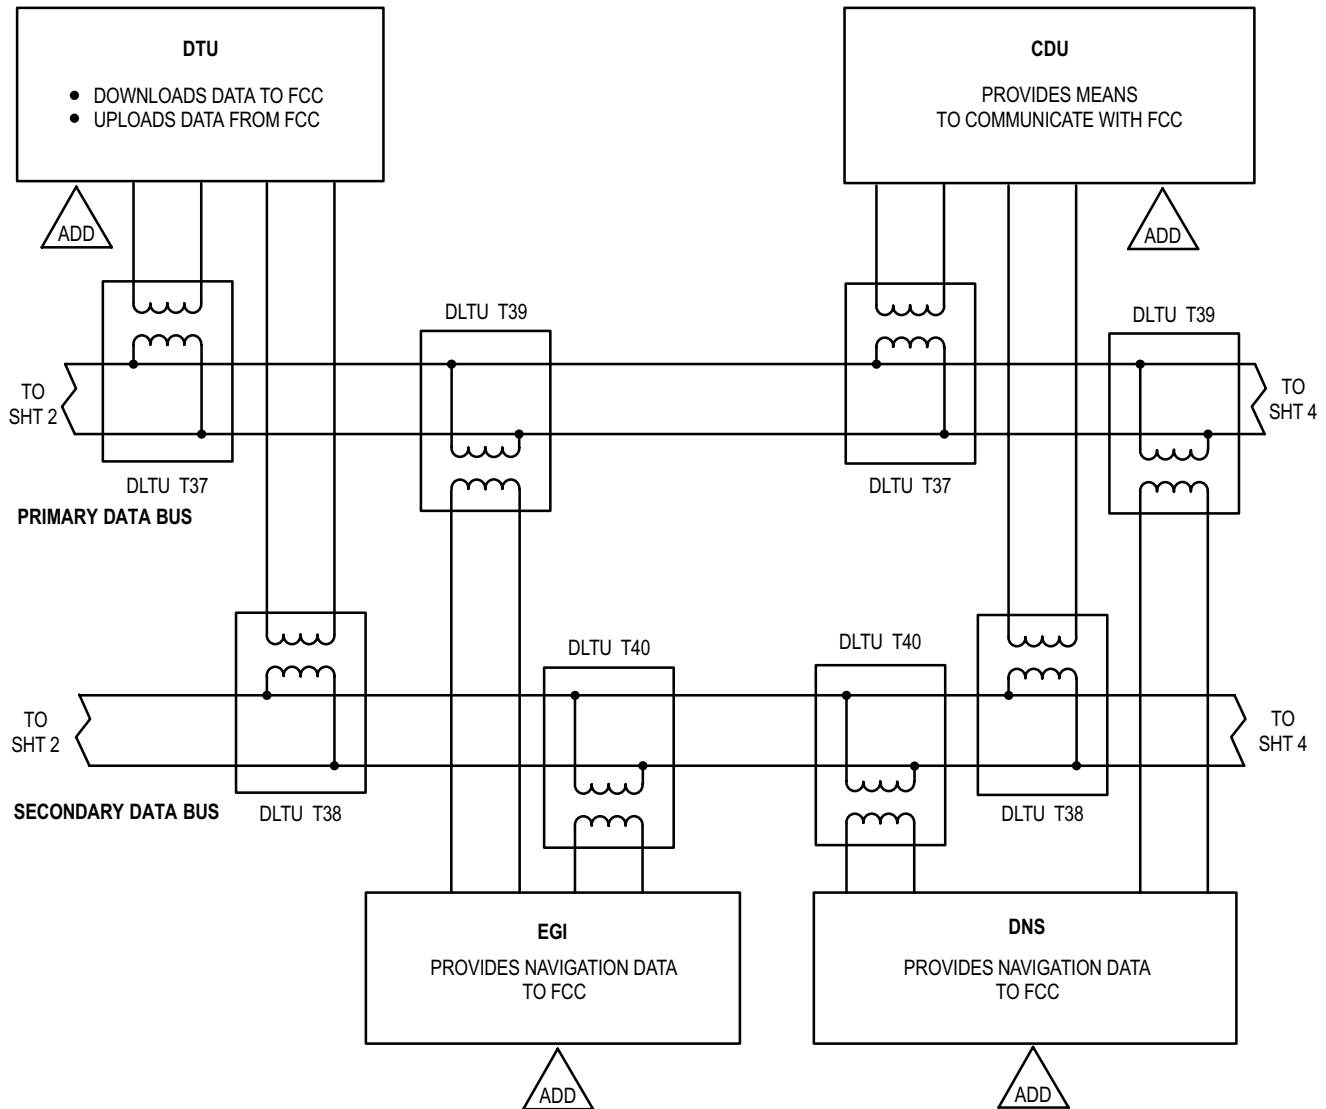 DTU
• DOWNLOADS DATA TO FCC
• UPLOADS DATA FROM FCC
CDU
PROVIDES MEANS
TO COMMUNICATE WITH FCC
ADD
ADD
DLTU T39
DLTU T39
TO
SHT 2
TO
SHT 4
DLTU T37
DLTU T37
PRIMARY DATA BUS
DLTU T40
DLTU T40
TO
SHT 2
TO
SHT 4
SECONDARY DATA BUS
DLTU T38
DLTU T38
EGI
PROVIDES NAVIGATION DATA
TO FCC
DNS
PROVIDES NAVIGATION DATA
TO FCC
ADD
ADD